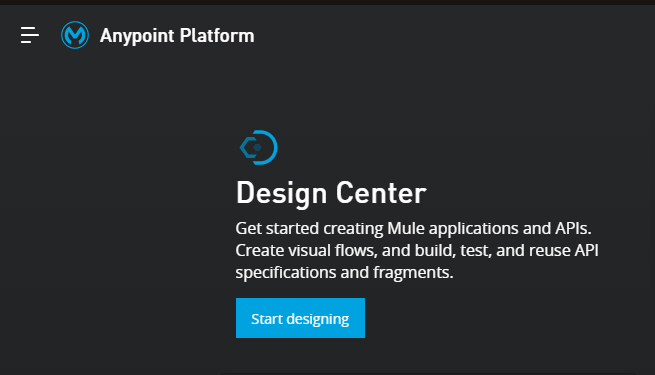 Anypoint Platform
Design Center
Get started creating Mule applications and APIs.
Create visual flows, and build, test, and reuse API
specifications and fragments.
Start designing